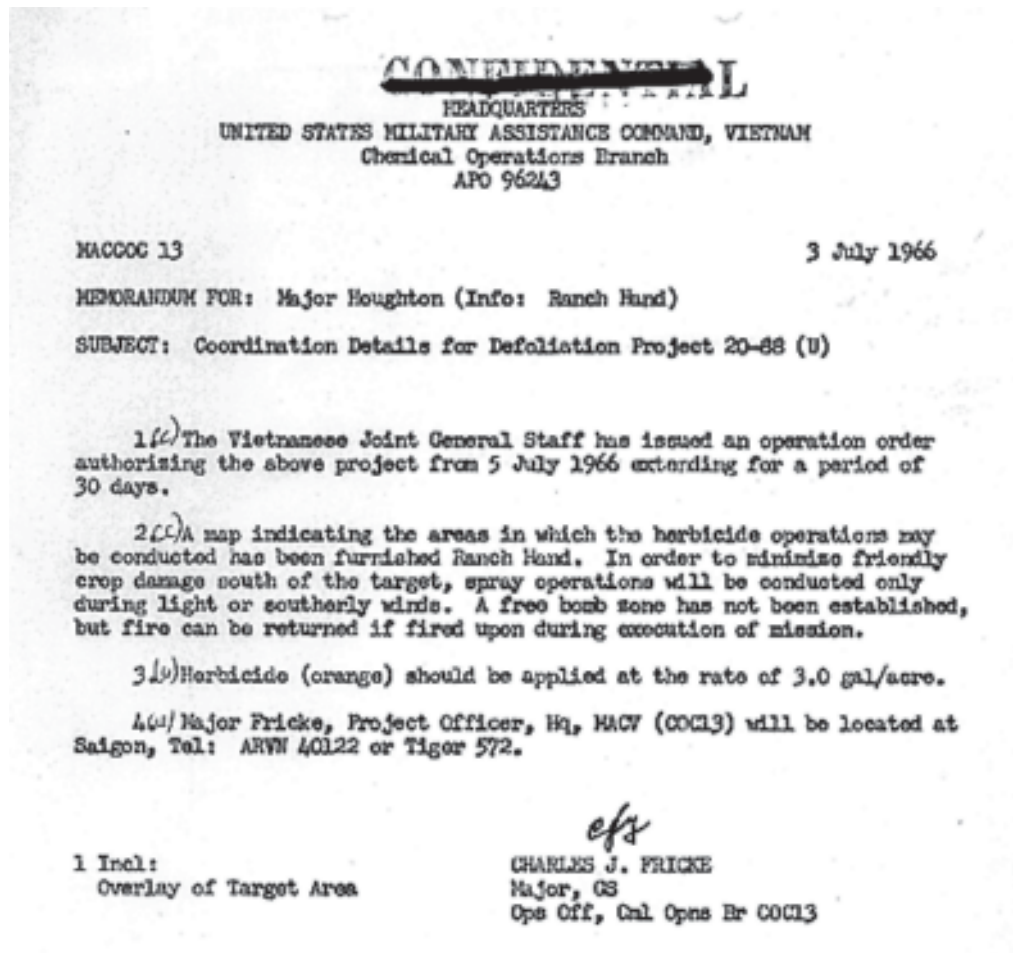 CONFIDENTIAL
HEADQUARTERS
UNITED STATES MILITARY ASSISTANCE COMMAND, VIETNAM
Chemical Operations Branch
APO 96243
MACCOC 13 3 July 1966
MEMORANDUM FOR: Major Houghton (Info: Ranch Hand)
SUBJECT: Coordination Details for Defoliation Project 20-68 (U)
1(C) The Vietnamese Joint General Staff has issued an operation order
authorizing the above project from 5 July 1966 extending for a period of
30 days.
2(C) A map indicating the areas in which the herbicide operations may
be conducted has been furnished Ranch Hand. In order to minimize friendly
crop damage south of the target, spray operations will be conducted only
during light or southerly winds. A free bomb zone has not been established,
but fire can be returned if fired upon during execution of mission.
3(U) Herbicide (orange) should be applied at the rate of 3.0 gal/acre.
4(U) Major Fricke, Project Officer, Hq, MACV (COC13) will be located at
Saigon, Tel: ARVN 40122 or Tiger 572.
1 Incl:
Overlay of Target Area
CHARLES J. FRICKE
Major, GS
Ops Off, Cml Opns Br COC13